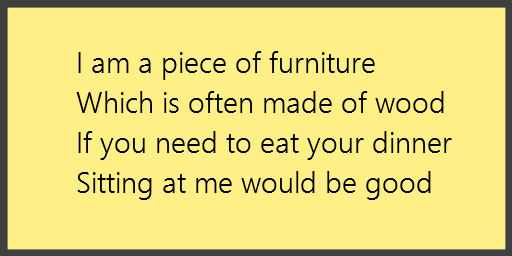 I am a piece of furniture
Which is often made of wood
If you need to eat your dinner
Sitting at me would be good